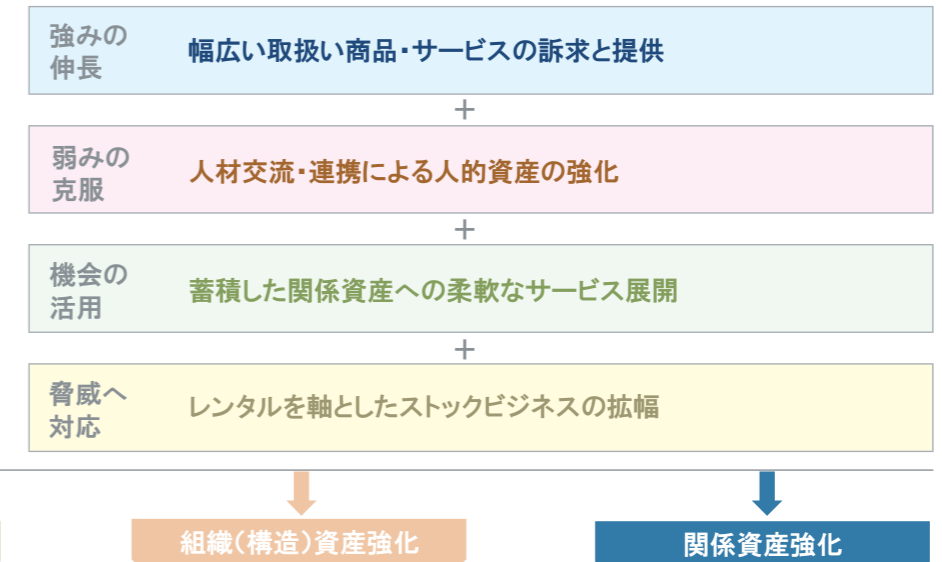 強みの
伸長
幅広い取扱い商品・サービスの訴求と提供
+
弱みの
克服
人材交流・連携による人的資産の強化
+
機会の
活用
蓄積した関係資産への柔軟なサービス展開
+
脅威へ
対応
レンタルを軸としたストックビジネスの拡幅
組織(構造)資産強化
関係資産強化